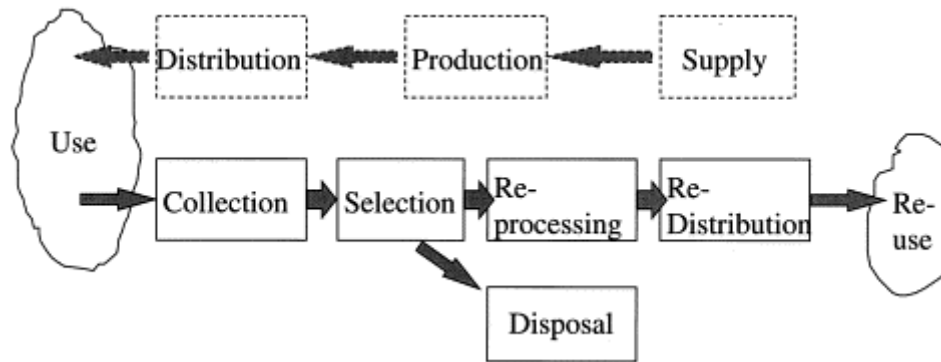 Distribution
Production
Supply
Use
Collection
Selection
Re-
processing
Re-
Distribution
Re-
use
Disposal